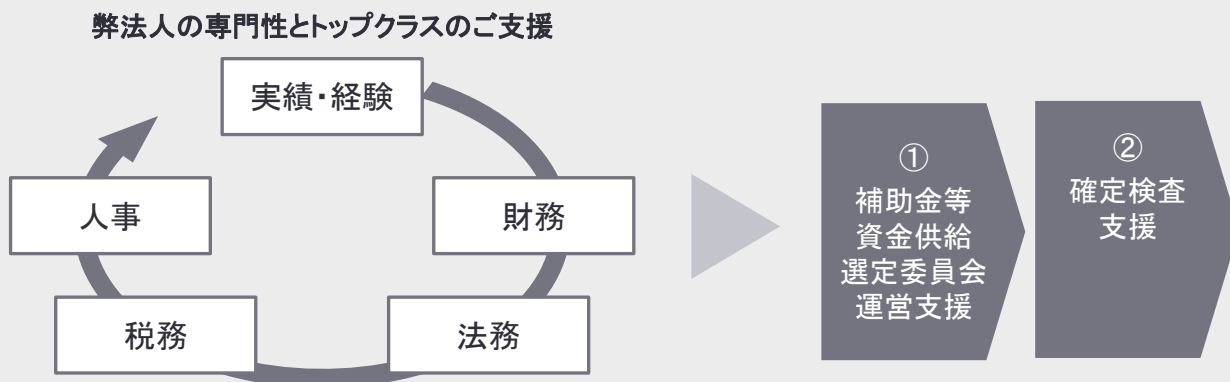 弊法人の専門性とトップクラスのご支援
実績・経験
人事
財務
税務
法務
①
補助金等
資金供給
選定委員会
運営支援
②
確定検査
支援